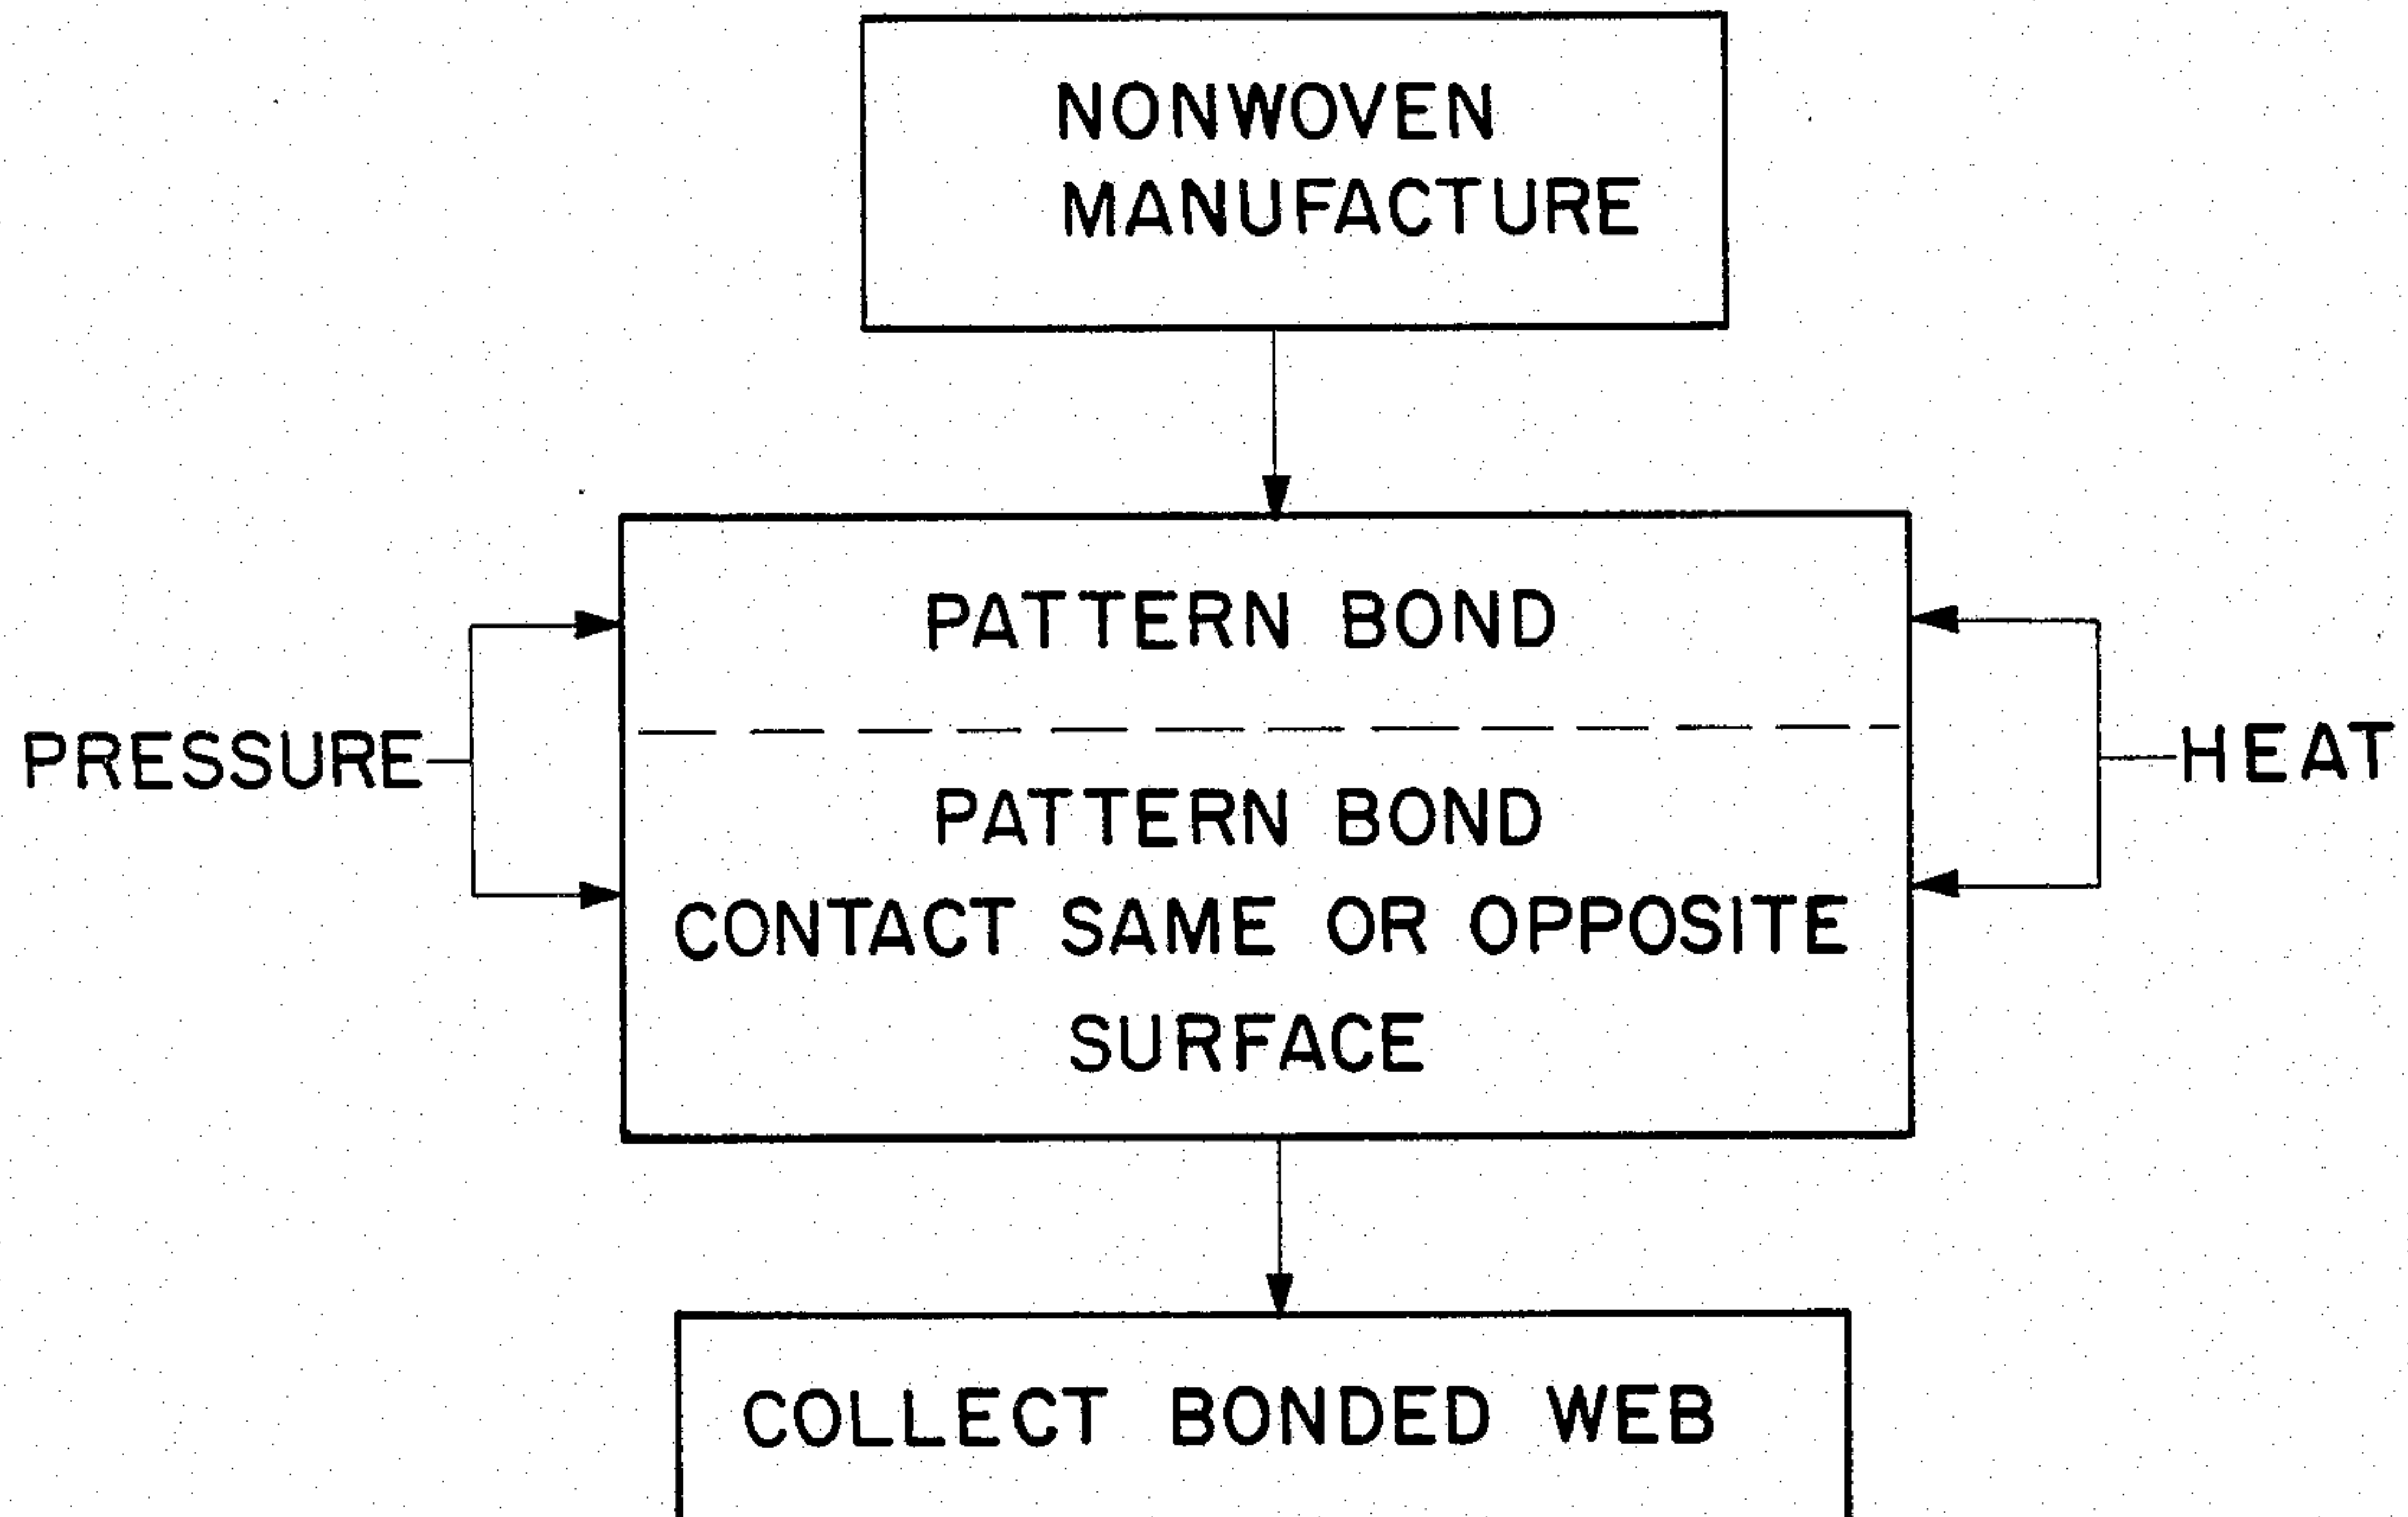 NONWOVEN
MANUFACTURE
PATTERN BOND
PRESSURE
HEAT
PATTERN BOND
CONTACT SAME OR OPPOSITE
SURFACE
COLLECT BONDED WEB